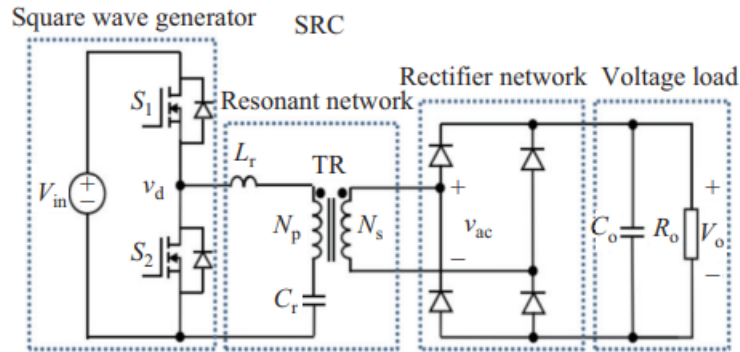 Square wave generator
SRC
Rectifier network
Voltage load
Resonant network
S1
Lr
TR
Vin
+
−
vd
Np
Ns
+
vac
−
Co
Ro
+
Vo
−
S2
Cr